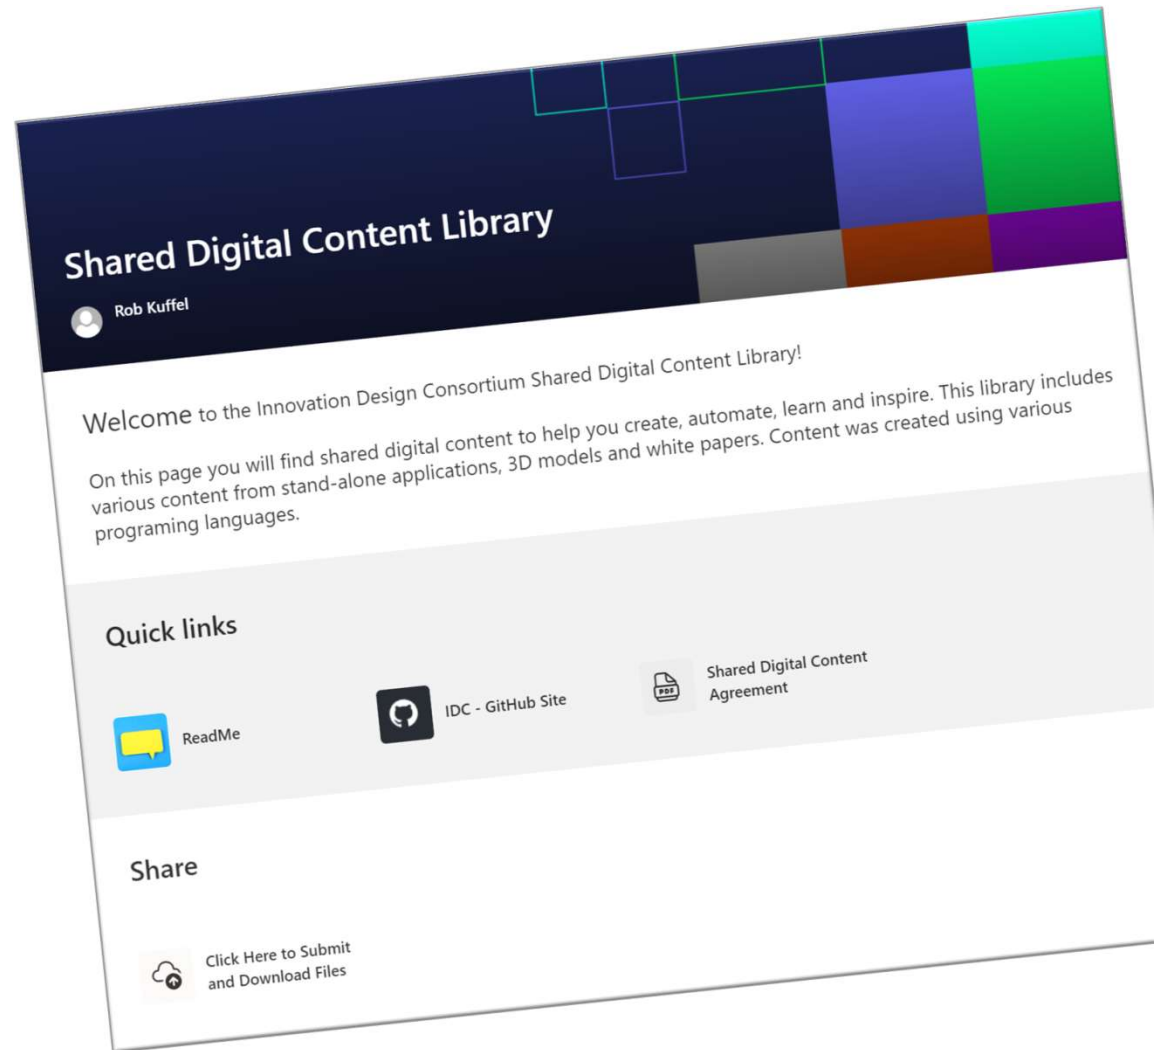 Shared Digital Content Library
Rob Kuffel
Welcome to the Innovation Design Consortium Shared Digital Content Library!
On this page you will find shared digital content to help you create, automate, learn and inspire. This library includes
various content from stand-alone applications, 3D models and white papers. Content was created using various
programing languages.
Quick links
ReadMe
IDC - GitHub Site
PDF
Shared Digital Content
Agreement
Share
Click Here to Submit
and Download Files